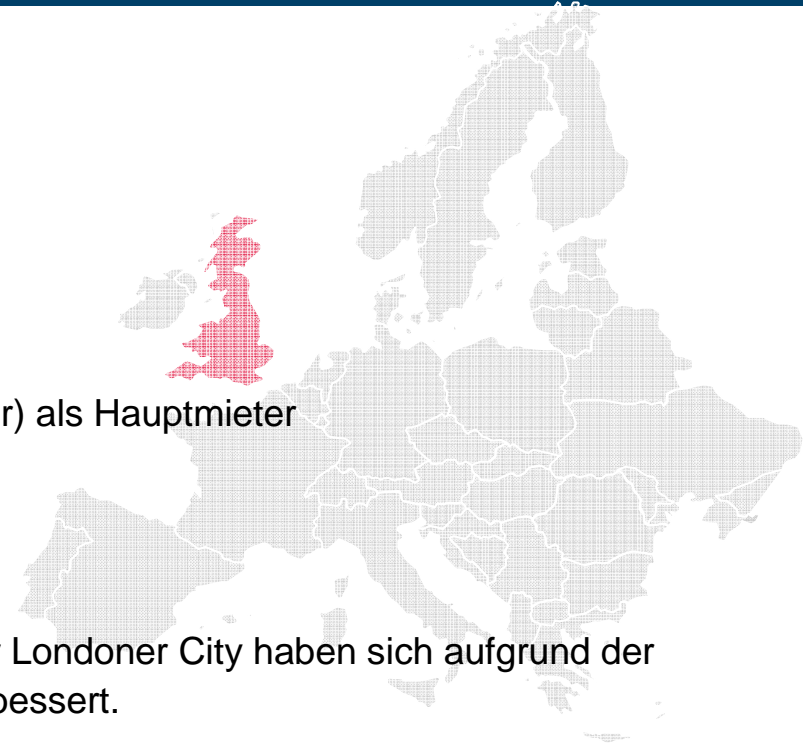 r) als Hauptmieter
Londoner City haben sich aufgrund der
bessert.